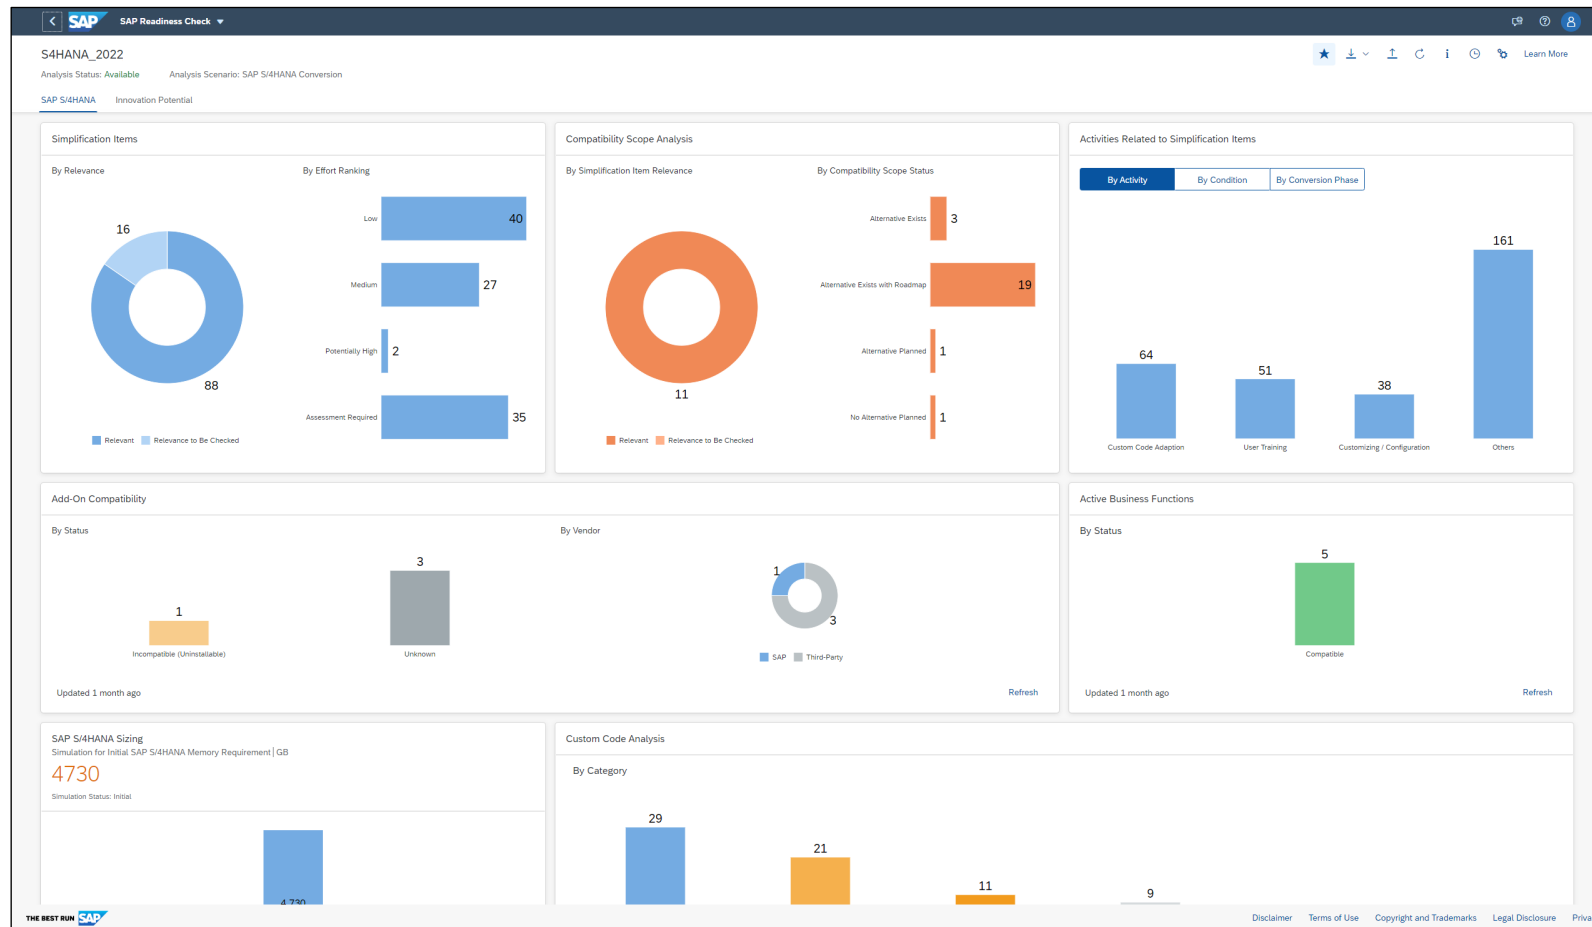 SAP
SAP Readiness Check
S4HANA_2022
Analysis Status: Available
Analysis Scenario: SAP S/4HANA Conversion
Learn More
SAP S/4HANA
Innovation Potential
Simplification Items
By Relevance
16
88
Relevant
Relevance to Be Checked
By Effort Ranking
Low
40
Medium
27
Potentially High
2
Assessment Required
35
Compatibility Scope Analysis
By Simplification Item Relevance
11
Relevant
Relevance to Be Checked
By Compatibility Scope Status
Alternative Exists
3
Alternative Exists with Roadmap
19
Alternative Planned
1
No Alternative Planned
1
Activities Related to Simplification Items
By Activity
By Condition
By Conversion Phase
64
51
38
161
Custom Code Adaption
User Training
Customizing / Configuration
Others
Add-On Compatibility
By Status
1
3
Incompatible (Uninstallable)
Unknown
By Vendor
1
3
SAP
Third-Party
Updated 1 month ago
Refresh
Active Business Functions
By Status
5
Compatible
Updated 1 month ago
Refresh
SAP S/4HANA Sizing
Simulation for Initial SAP S/4HANA Memory Requirement | GB
4730
Simulation Status: Initial
4,730
Custom Code Analysis
By Category
29
21
11
9
THE BEST RUN SAP
Disclaimer
Terms of Use
Copyright and Trademarks
Legal Disclosure
Priva